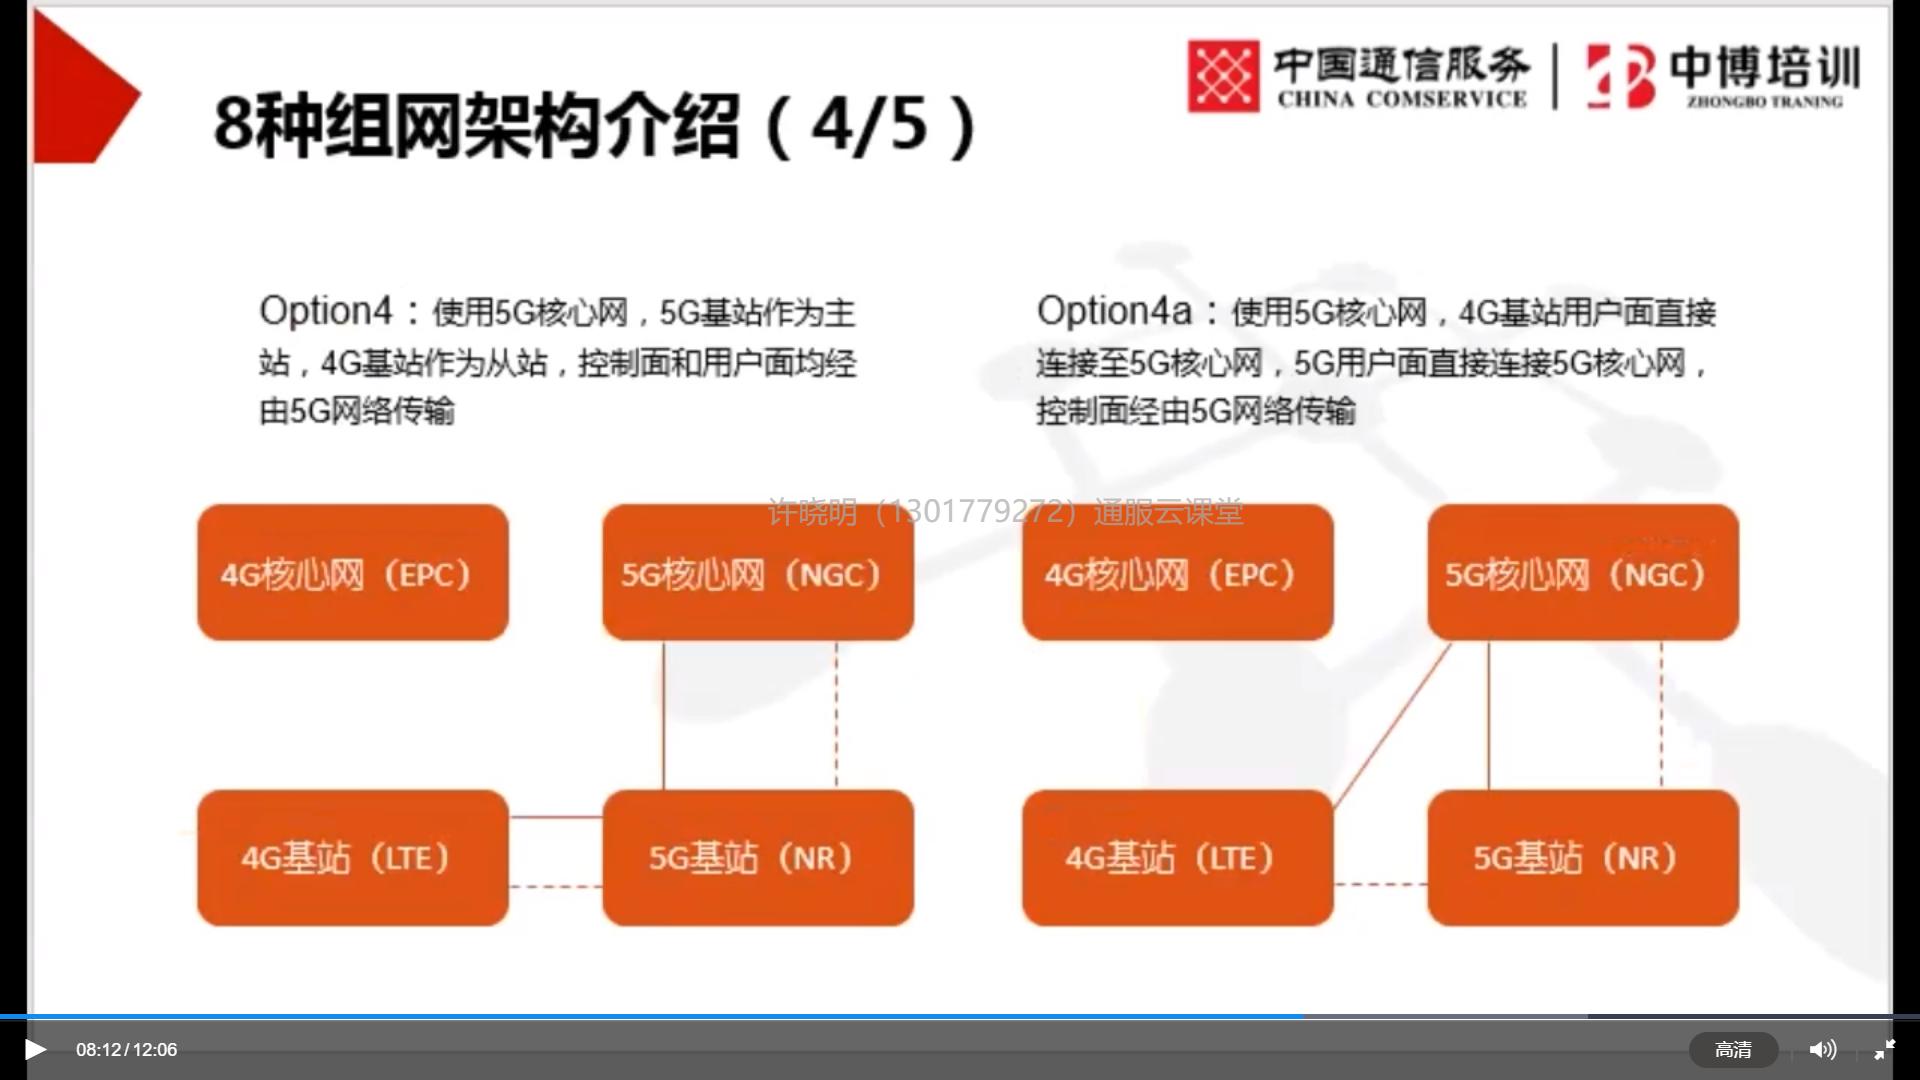 中国通信服务
CHINA COMSERVICE
中博培训
ZHONGBO TRANING
8种组网架构介绍（4/5）
Option4：使用5G核心网，5G基站作为主
站，4G基站作为从站，控制面和用户面均经
由5G网络传输
Option4a：使用5G核心网，4G基站用户面直接
连接至5G核心网，5G用户面直接连接5G核心网，
控制面经由5G网络传输
许晓明（1301779272）通服云课堂
4G核心网（EPC）
5G核心网（NGC）
4G核心网（EPC）
5G核心网（NGC）
4G基站（LTE）
5G基站（NR）
4G基站（LTE）
5G基站（NR）
08:12/12:06
高清